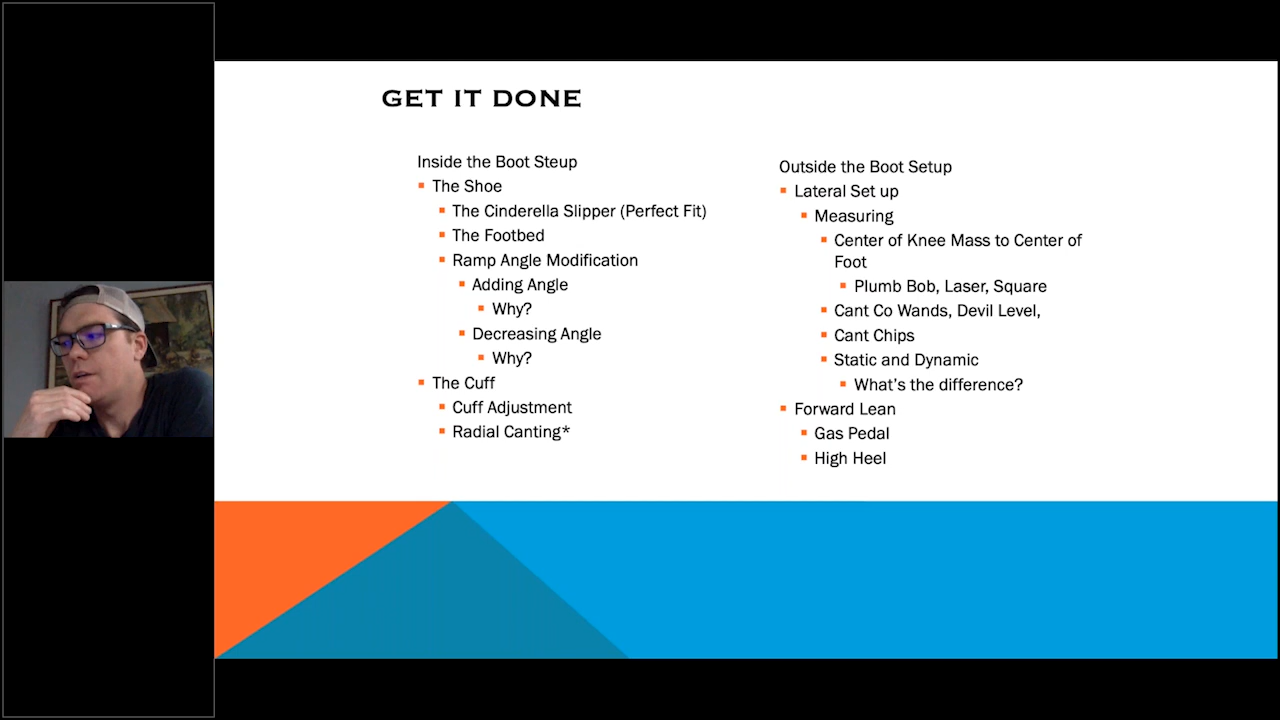 GET IT DONE
Inside the Boot Steup
The Shoe
The Cinderella Slipper (Perfect Fit)
The Footbed
Ramp Angle Modification
Adding Angle
Why?
Decreasing Angle
Why?
The Cuff
Cuff Adjustment
Radial Canting*
Outside the Boot Setup
Lateral Set up
Measuring
Center of Knee Mass to Center of
Foot
Plumb Bob, Laser, Square
Cant Co Wands, Devil Level,
Cant Chips
Static and Dynamic
What's the difference?
Forward Lean
Gas Pedal
High Heel